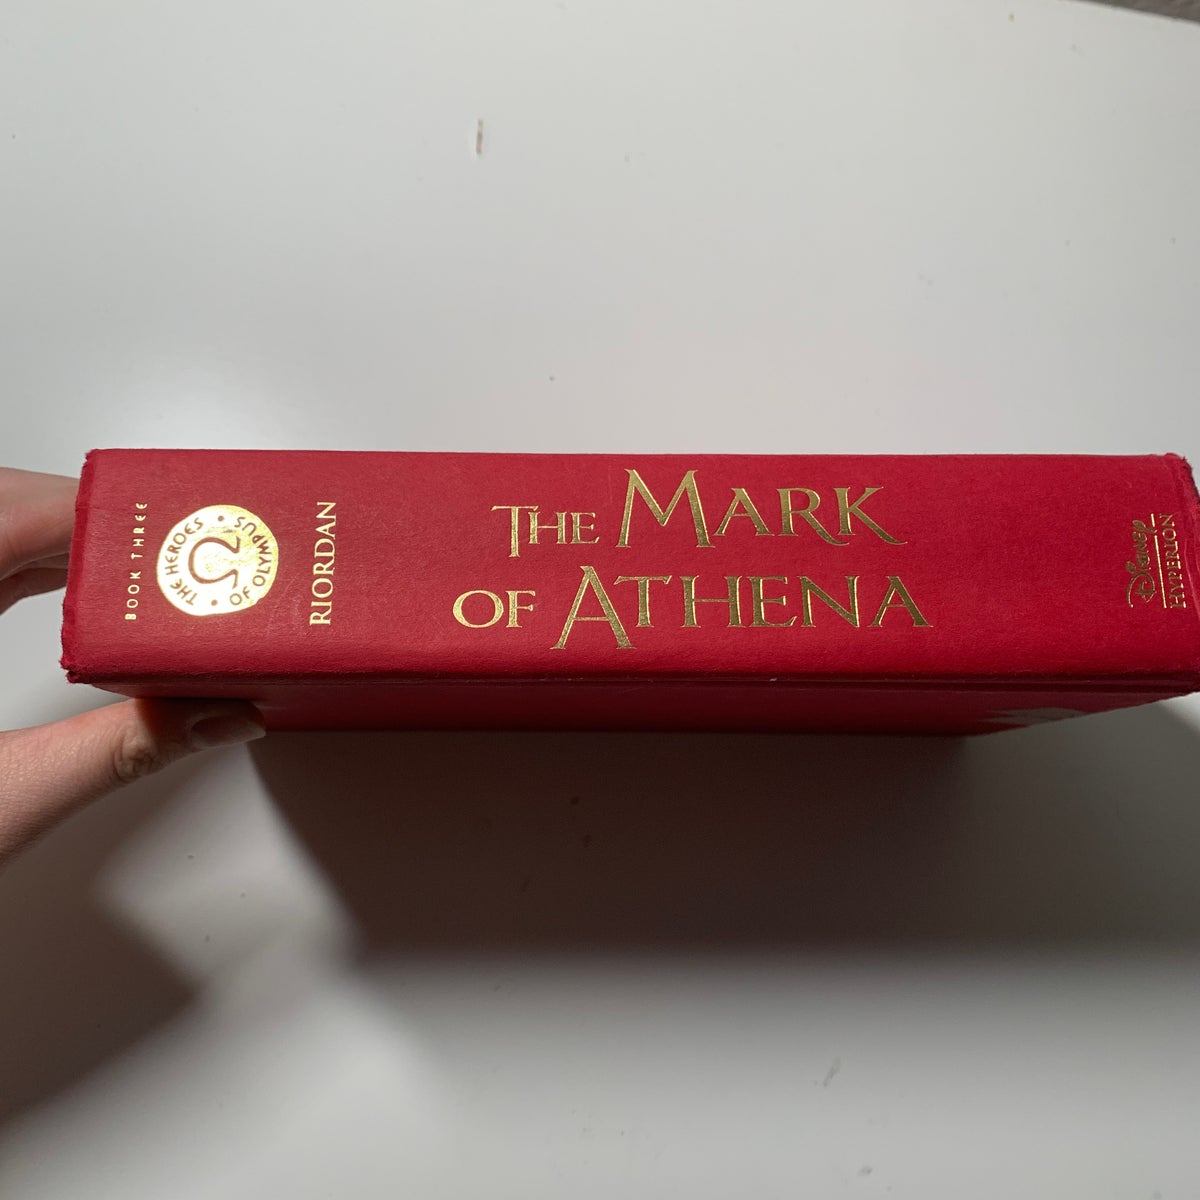 BOOK THREE
THE HEROES
• OF OLYMPUS •
Ω
RIORDAN
THE MARK
OF ATHENA
Disney
HYPERION